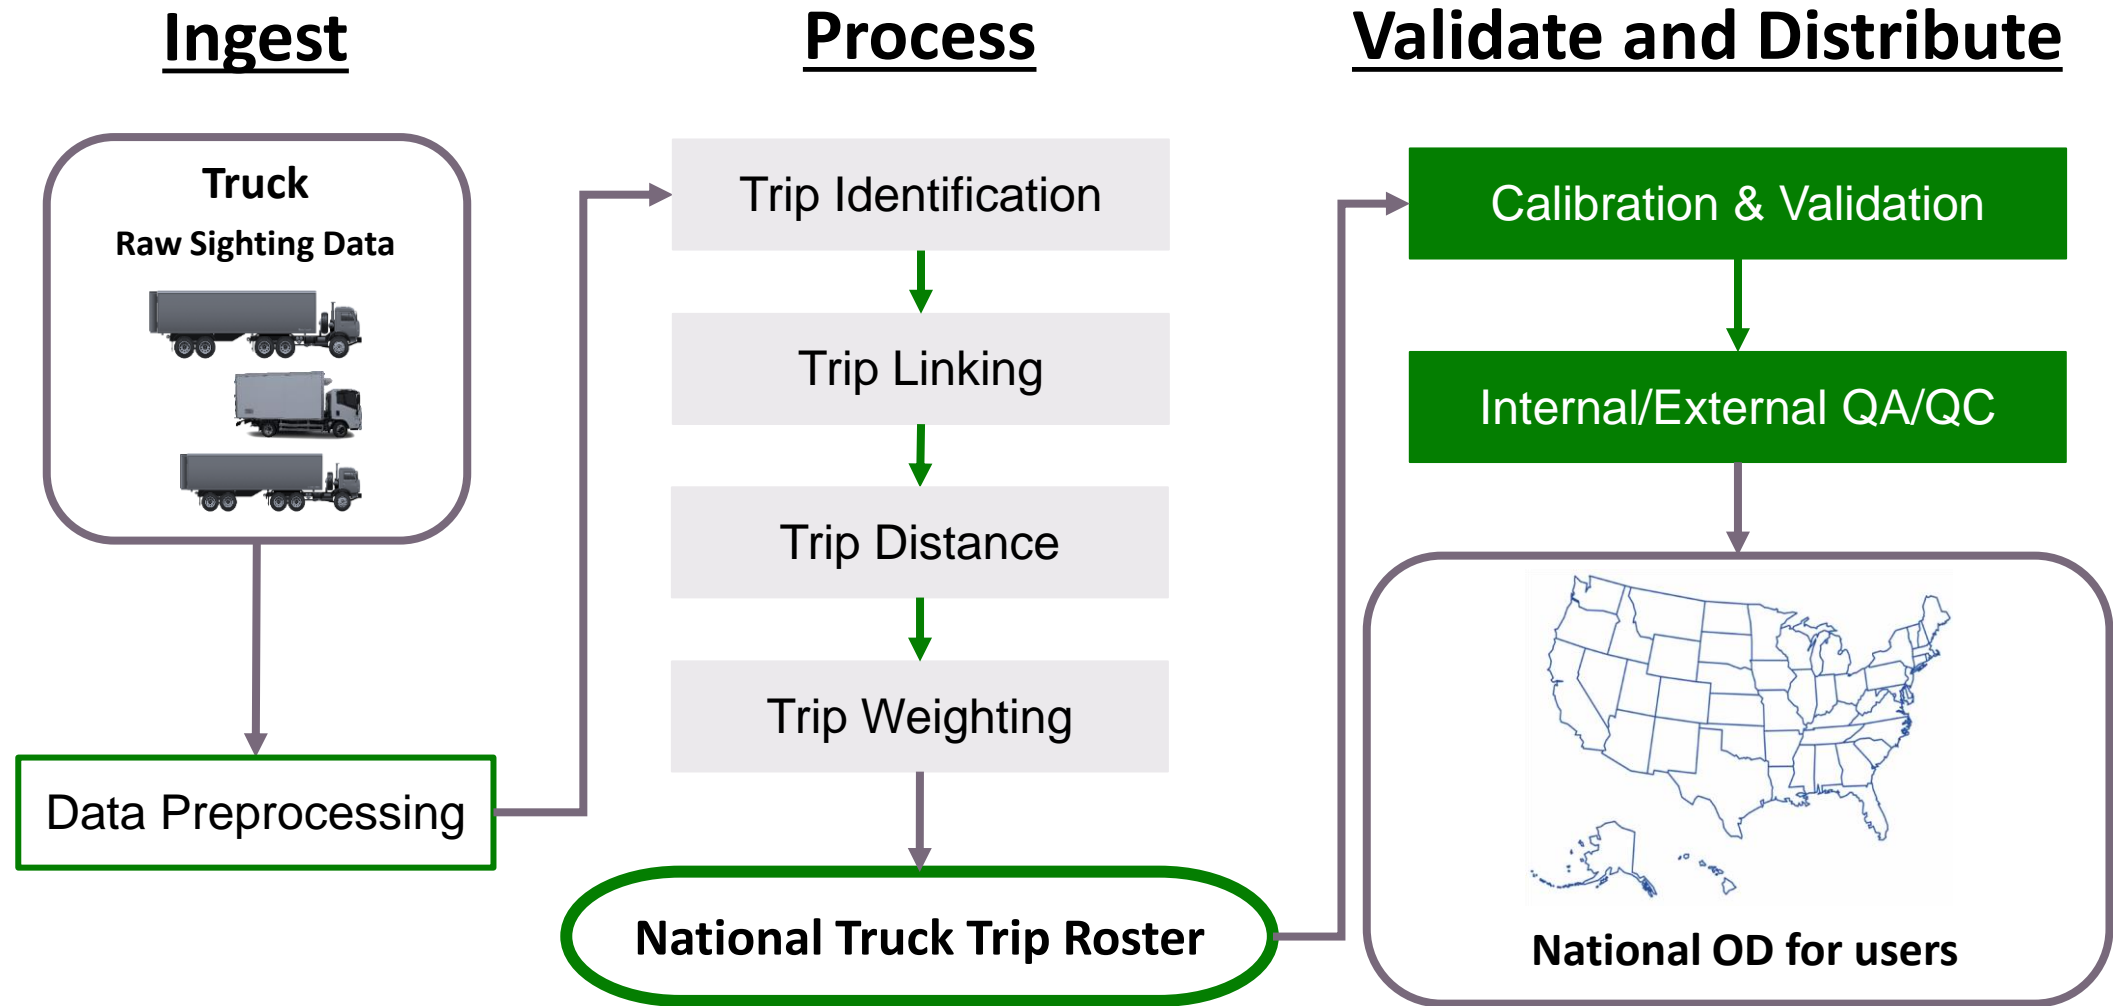 Ingest
Truck
Raw Sighting Data
Data Preprocessing
Process
Trip Identification
Trip Linking
Trip Distance
Trip Weighting
National Truck Trip Roster
Validate and Distribute
Calibration & Validation
Internal/External QA/QC
National OD for users